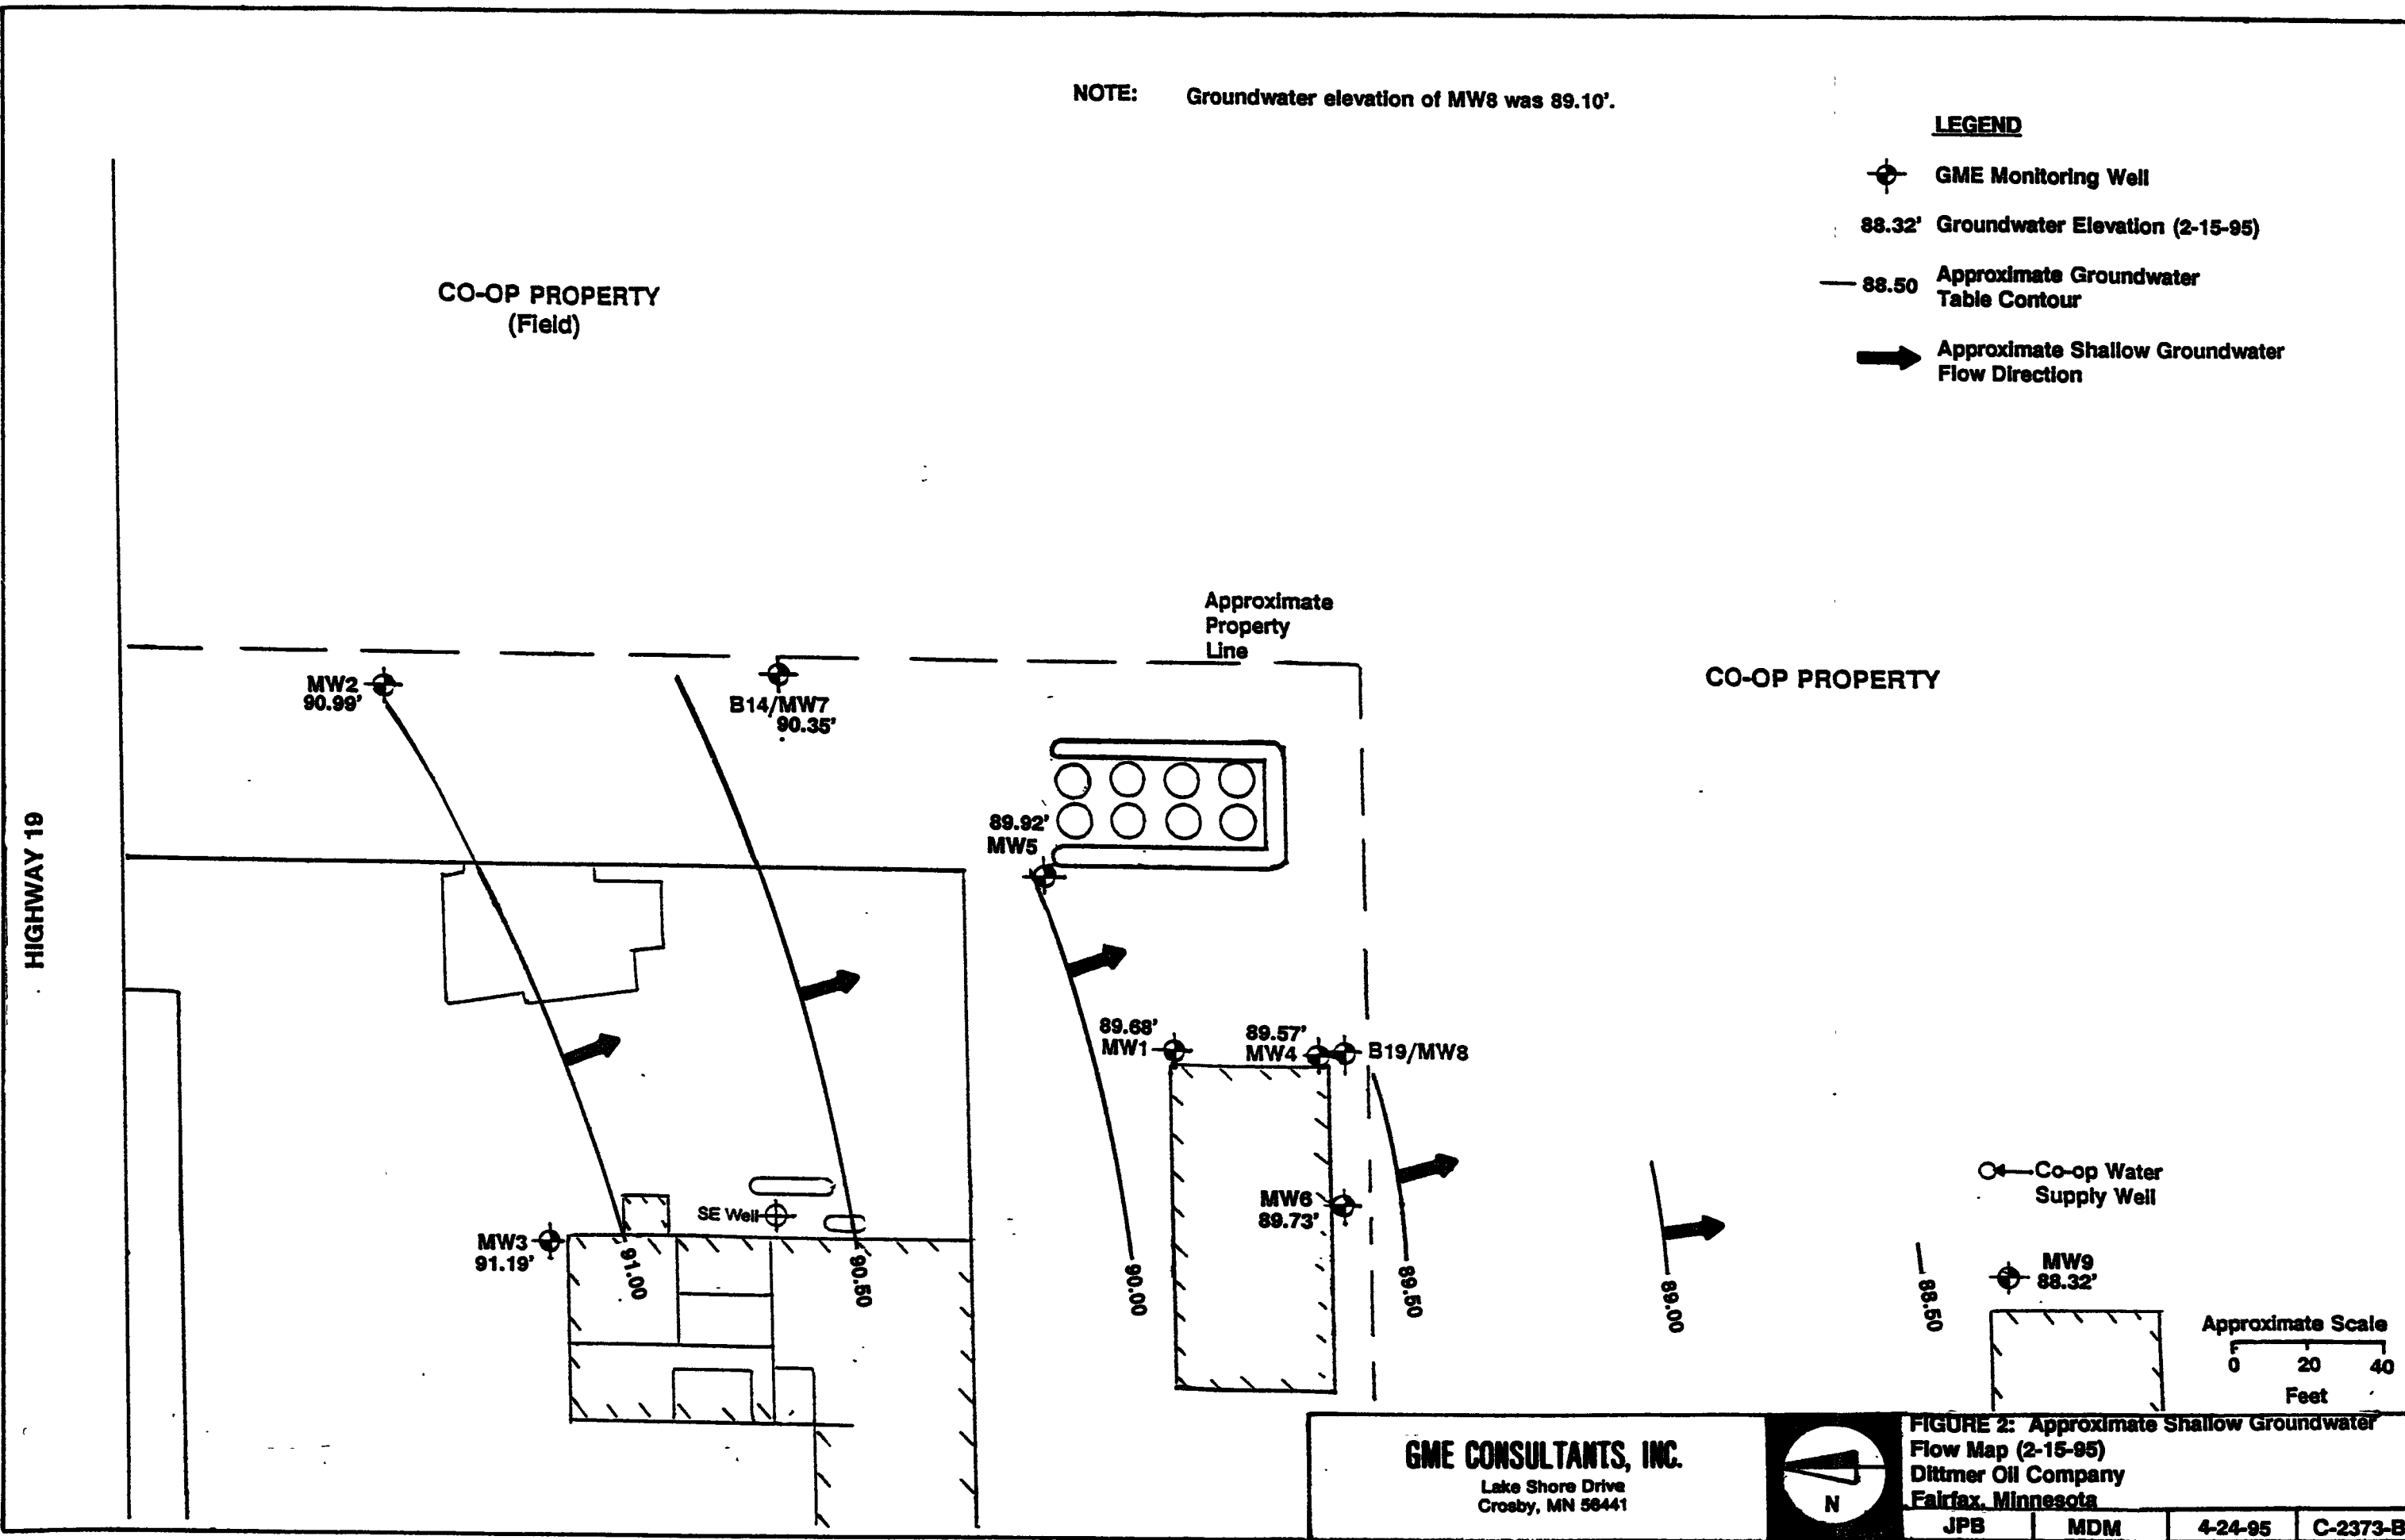 NOTE: Groundwater elevation of MW8 was 89.10'.
LEGEND
GME Monitoring Well
88.32' Groundwater Elevation (2-15-95)
88.50 Approximate Groundwater
Table Contour
Approximate Shallow Groundwater
Flow Direction
CO-OP PROPERTY
(Field)
Approximate
Property
Line
CO-OP PROPERTY
MW2
90.99'
B14/MW7
90.35'
HIGHWAY 19
89.92'
MW5
89.68'
MW1
89.57'
MW4
B19/MW8
MW6
89.73'
SE Well
MW3
91.19'
91.00
90.50
90.00
89.50
89.00
88.50
Co-op Water
Supply Well
MW9
88.32'
Approximate Scale
0 20 40
Feet
GME CONSULTANTS, INC.
Lake Shore Drive
Crosby, MN 56441
N
FIGURE 2: Approximate Shallow Groundwater
Flow Map (2-15-95)
Dittmer Oil Company
Fairfax, Minnesota
JPB MDM 4-24-95